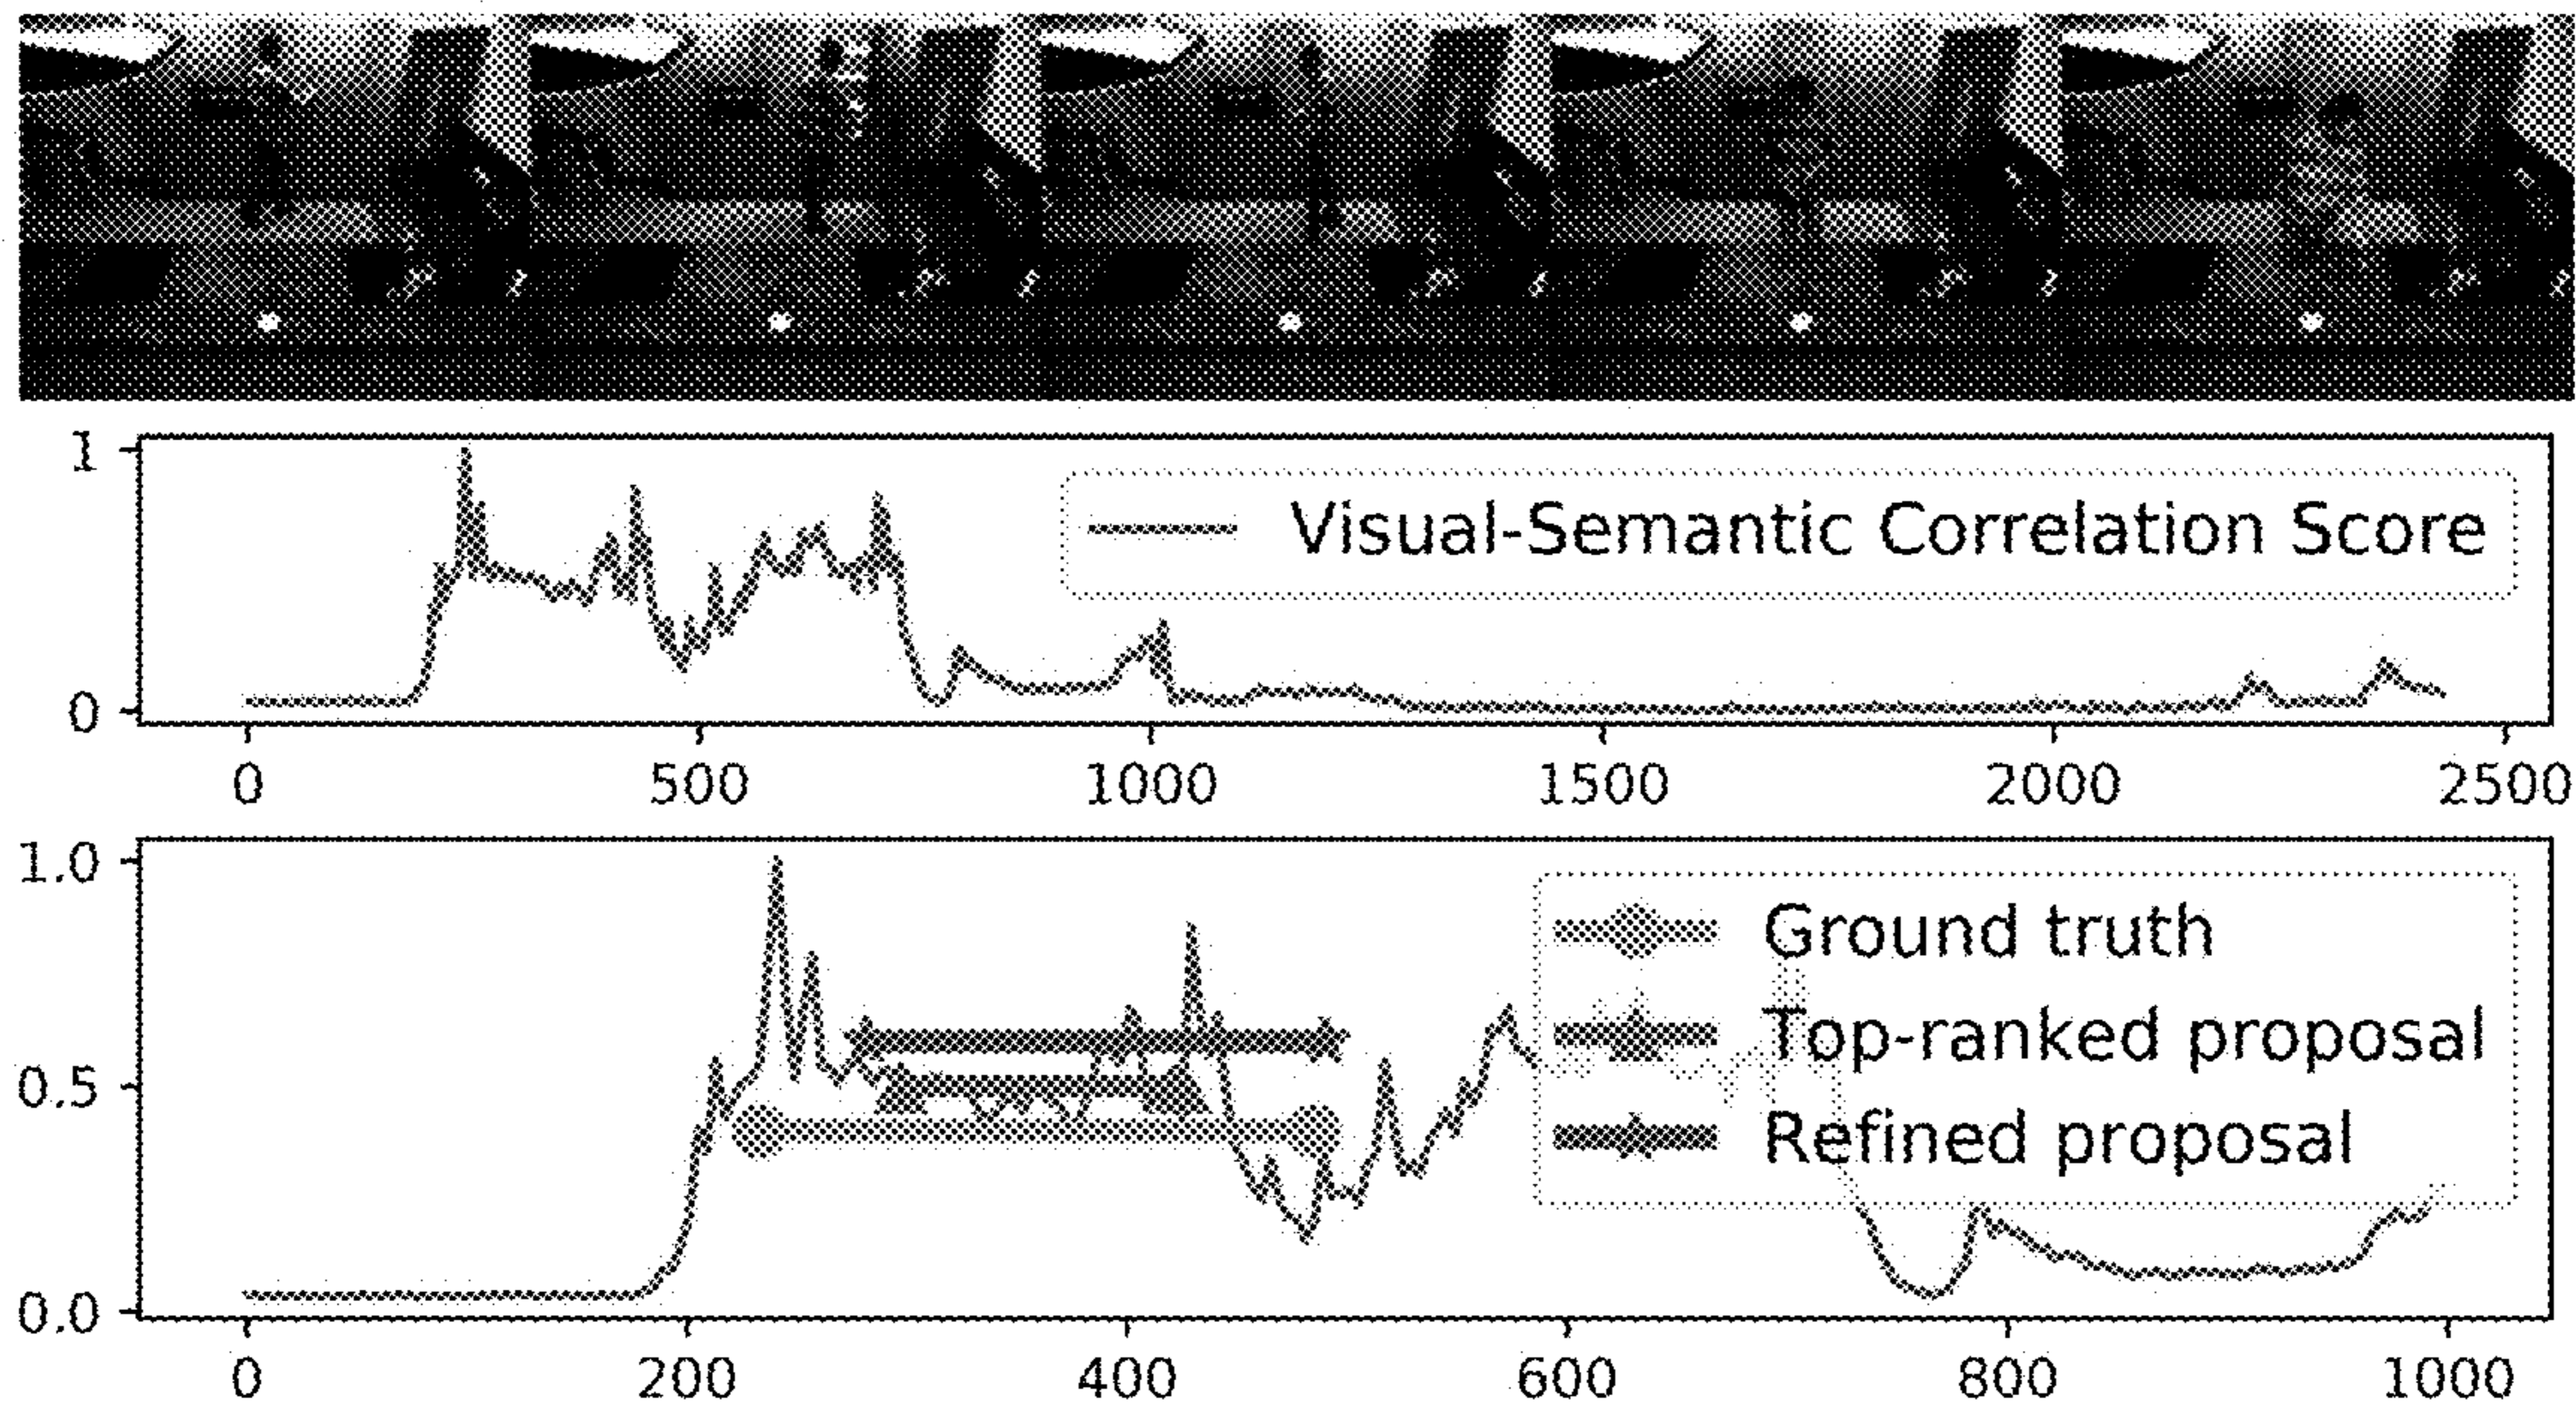 1
Visual-Semantic Correlation Score
0
0 500 1000 1500 2000 2500
1.0
Ground truth
Top-ranked proposal
0.5
Refined proposal
0.0
0 200 400 600 800 1000